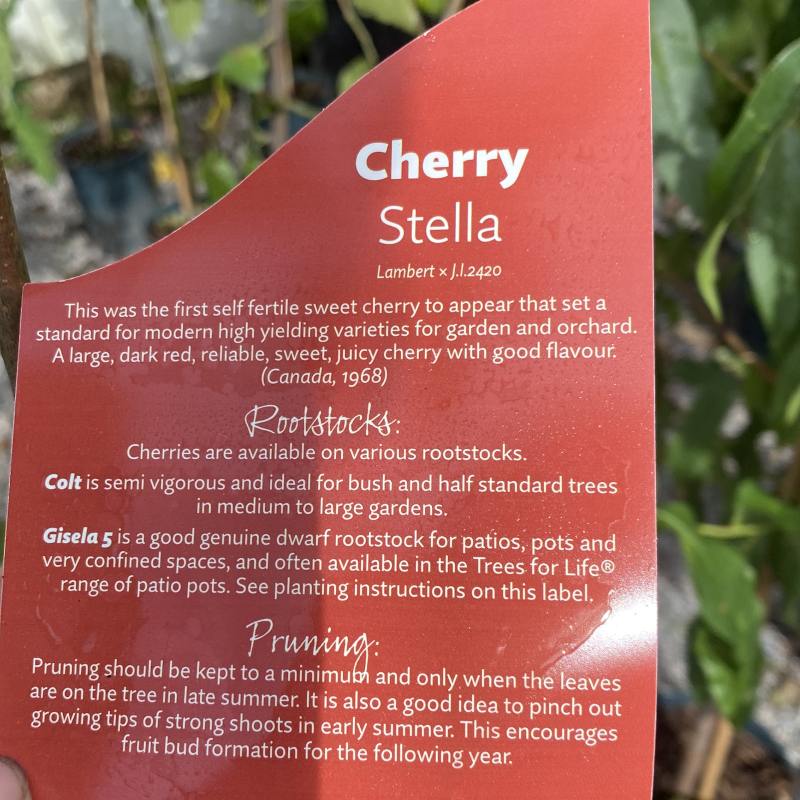 Cherry
Stella
Lambert × J.I.2420
This was the first self fertile sweet cherry to appear that set a
standard for modern high yielding varieties for garden and orchard.
A large, dark red, reliable, sweet, juicy cherry with good flavour.
(Canada, 1968)
Rootstocks:
Cherries are available on various rootstocks.
Colt is semi vigorous and ideal for bush and half standard trees
in medium to large gardens.
Gisela 5 is a good genuine dwarf rootstock for patios, pots and
very confined spaces, and often available in the Trees for Life®
range of patio pots. See planting instructions on this label.
Pruning:
Pruning should be kept to a minimum and only when the leaves
are on the tree in late summer. It is also a good idea to pinch out
growing tips of strong shoots in early summer. This encourages
fruit bud formation for the following year.